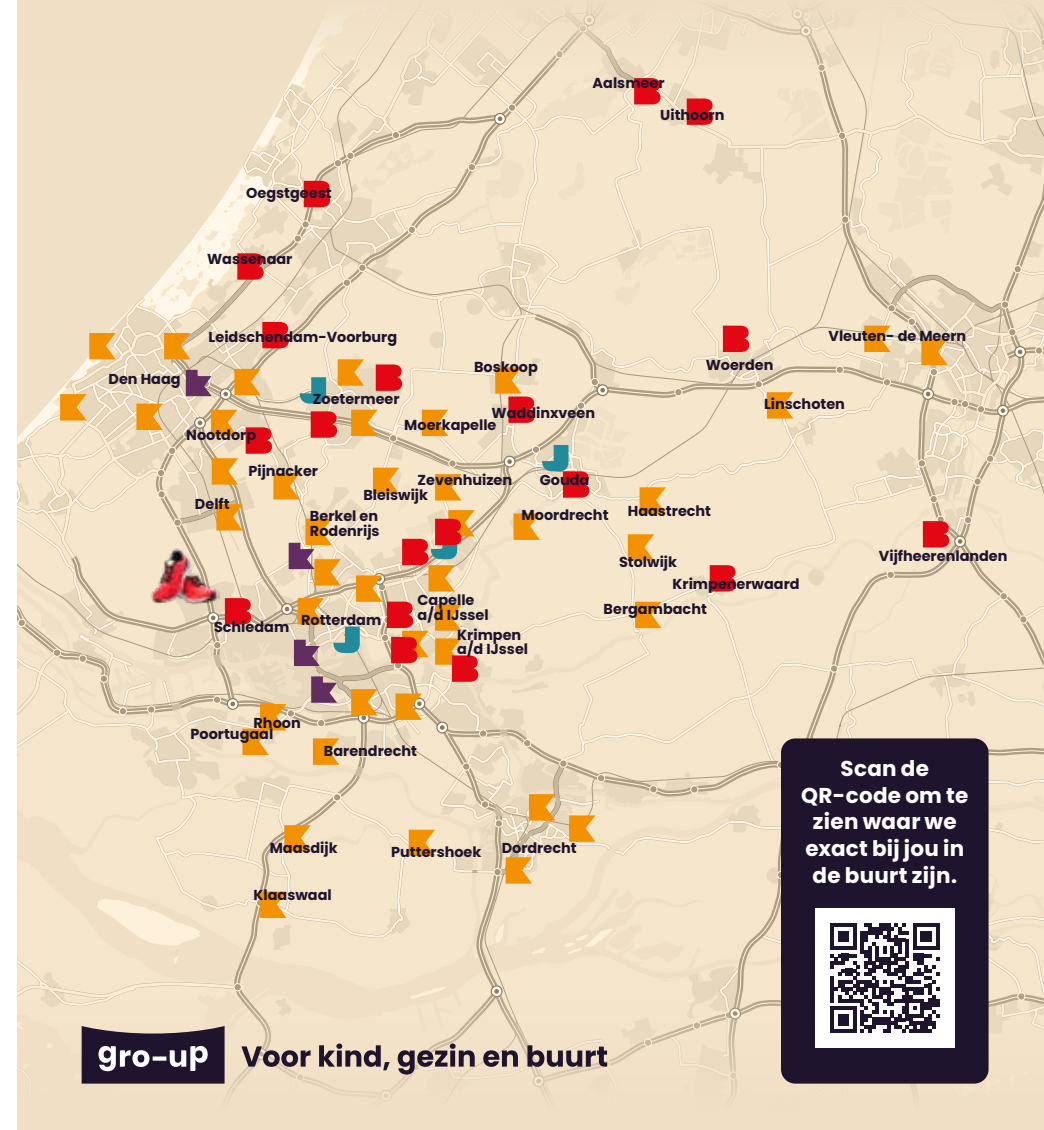 Aalsmeer
Uithoorn
Oegstgeest
Wassenaar
Leidschendam-Voorburg
Vleuten- de Meern
Woerden
Boskoop
Den Haag
Zoetermeer
Linschoten
Waddinxveen
Moerkapelle
Nootdorp
Pijnacker
Zevenhuizen
Gouda
Bleiswijk
Delft
Haastrecht
Berkel en
Rodenrijs
Moordrecht
Vijfheerenlanden
Stolwijk
Krimpenerwaard
Capelle
a/d IJssel
Bergambacht
Rotterdam
Schiedam
Krimpen
a/d IJssel
Rhoon
Poortugaal
Barendrecht
Maasdijk
Puttershoek
Dordrecht
Klaaswaal
Scan de
QR-code om te
zien waar we
exact bij jou in
de buurt zijn.
gro-up
Voor kind, gezin en buurt